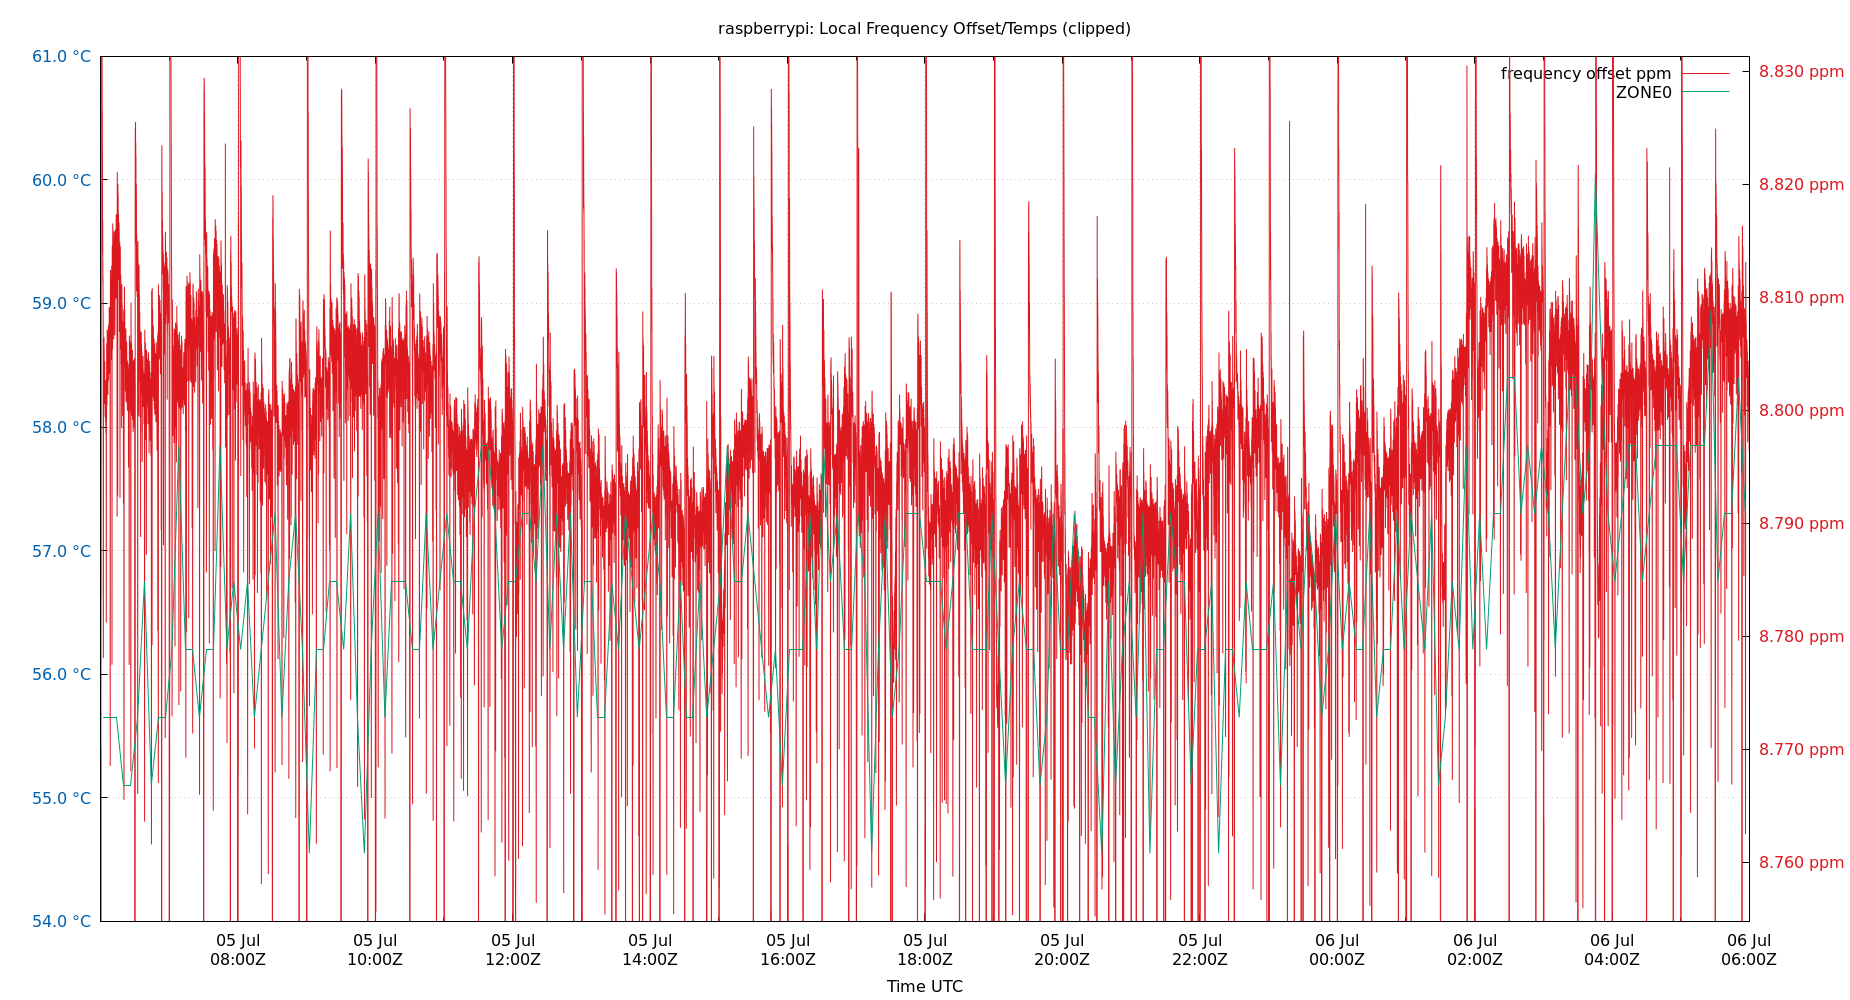 raspberrypi: Local Frequency Offset/Temps (clipped)
61.0 °C
60.0 °C
59.0 °C
58.0 °C
57.0 °C
56.0 °C
55.0 °C
54.0 °C
frequency offset ppm
ZONE0
8.830 ppm
8.820 ppm
8.810 ppm
8.800 ppm
8.790 ppm
8.780 ppm
8.770 ppm
8.760 ppm
05 Jul 05 Jul 05 Jul 05 Jul 05 Jul 05 Jul 05 Jul 05 Jul 06 Jul 06 Jul 06 Jul 06 Jul
08:00Z 10:00Z 12:00Z 14:00Z 16:00Z 18:00Z 20:00Z 22:00Z 00:00Z 02:00Z 04:00Z 06:00Z
Time UTC